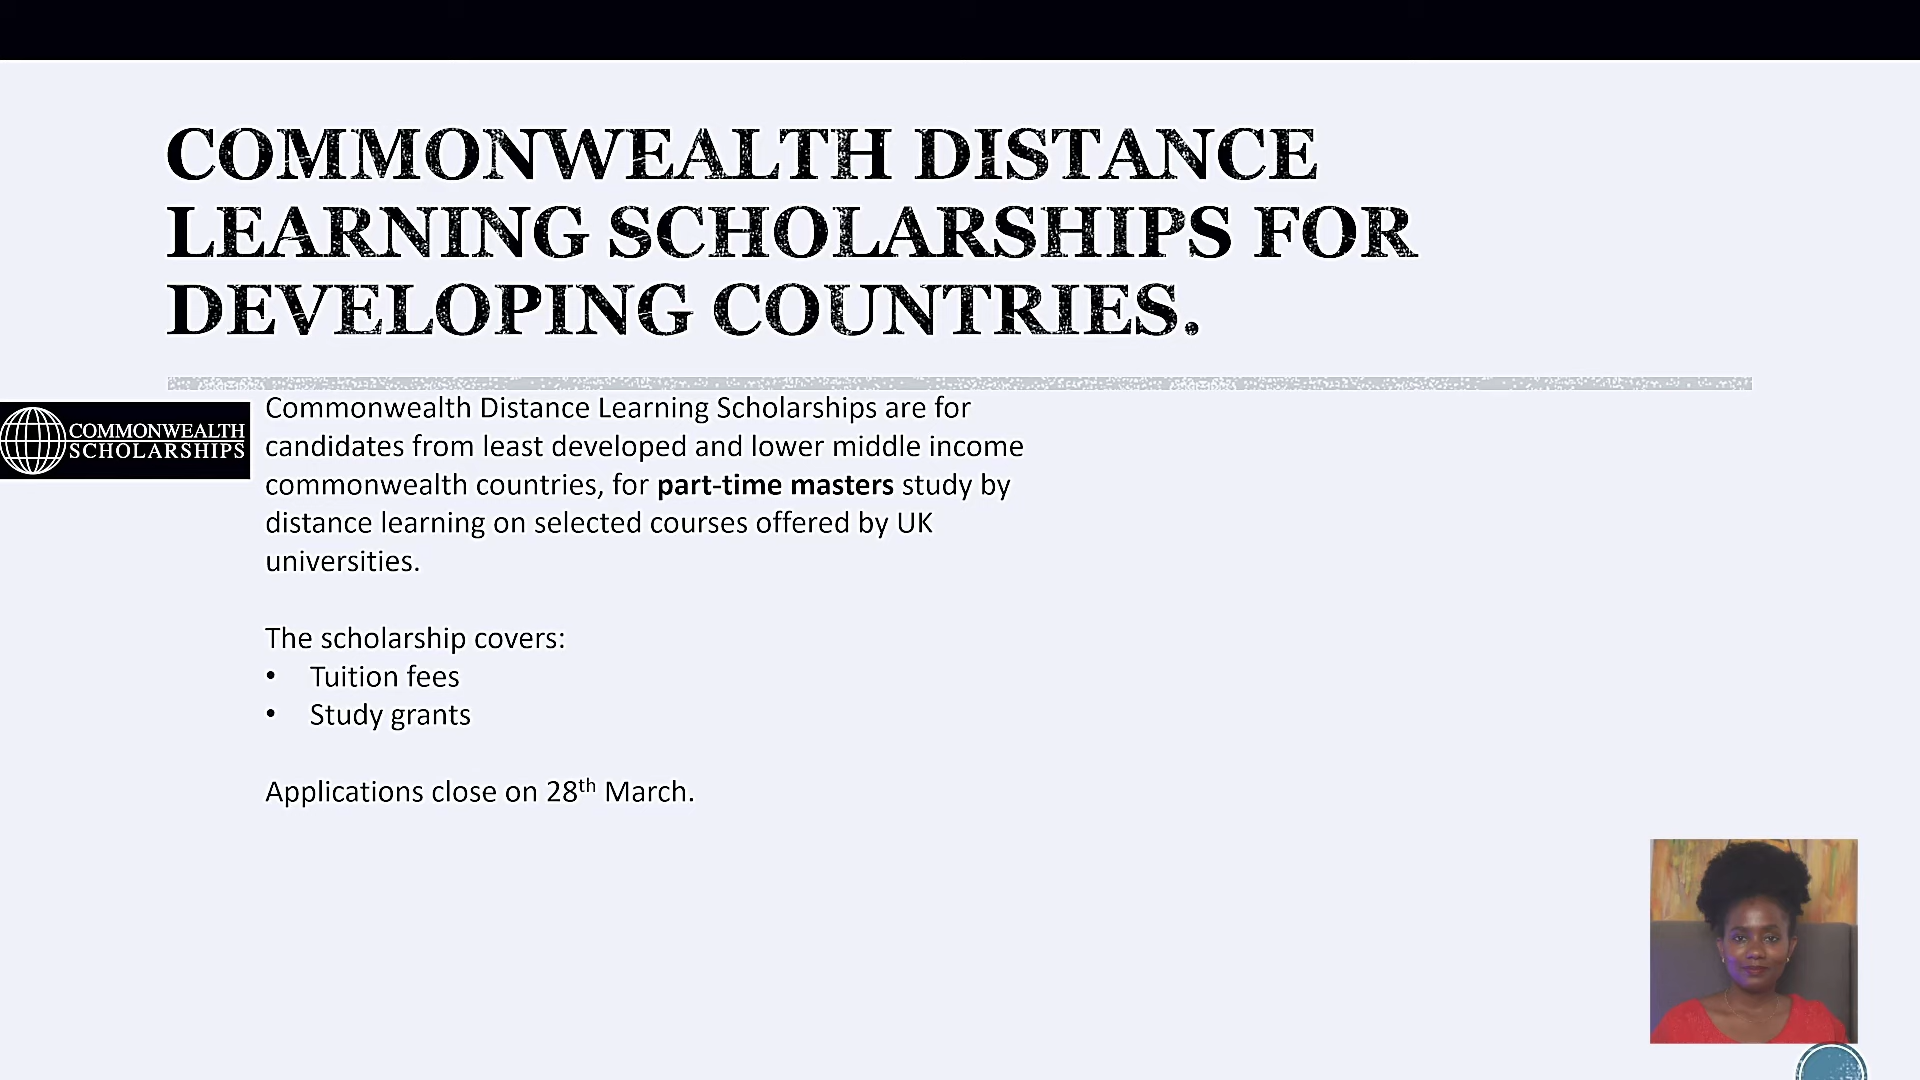 COMMONWEALTH DISTANCE
LEARNING SCHOLARSHIPS FOR
DEVELOPING COUNTRIES.
COMMONWEALTH
SCHOLARSHIPS
Commonwealth Distance Learning Scholarships are for
candidates from least developed and lower middle income
commonwealth countries, for part-time masters study by
distance learning on selected courses offered by UK
universities.
The scholarship covers:
• Tuition fees
• Study grants
Applications close on 28th March.